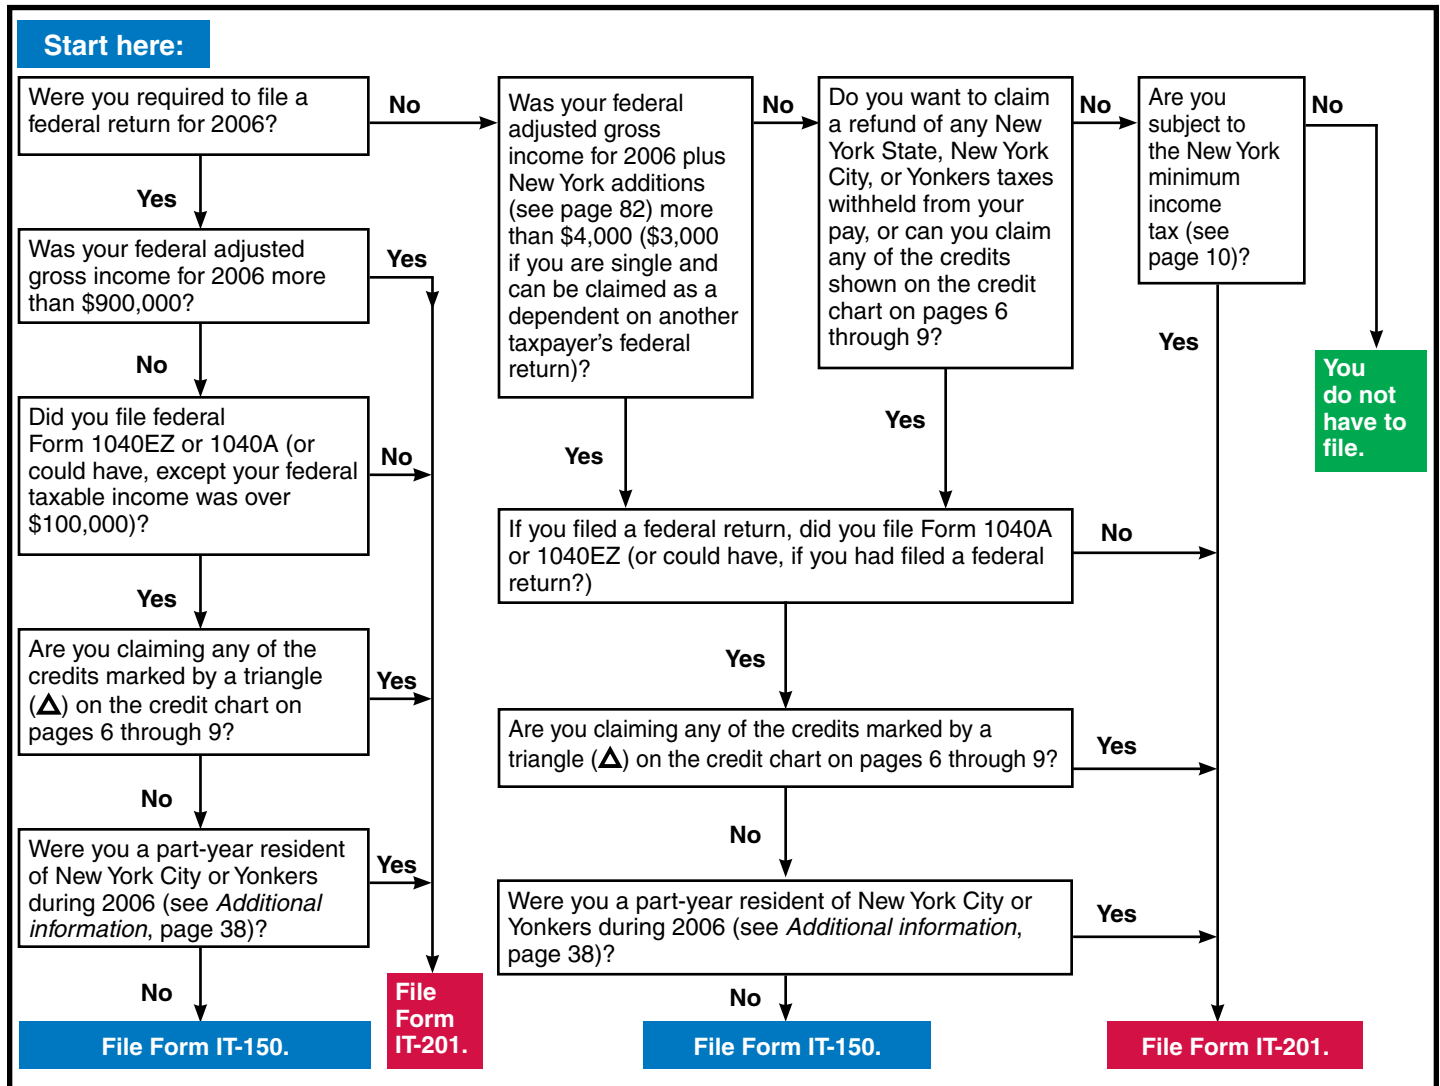 Start here:
Were you required to file a
federal return for 2006?
No
Yes
Was your federal adjusted
gross income for 2006 more
than $900,000?
Yes
No
Did you file federal
Form 1040EZ or 1040A (or
could have, except your federal
taxable income was over
$100,000)?
No
Yes
Are you claiming any of the
credits marked by a triangle
(△) on the credit chart on
pages 6 through 9?
Yes
No
Were you a part-year resident
of New York City or Yonkers
during 2006 (see Additional
information, page 38)?
Yes
No
File Form IT-150.
File
Form
IT-201.
Was your federal
adjusted gross
income for 2006 plus
New York additions
(see page 82) more
than $4,000 ($3,000
if you are single and
can be claimed as a
dependent on another
taxpayer's federal
return)?
No
Yes
Do you want to claim
a refund of any New
York State, New York
City, or Yonkers taxes
withheld from your
pay, or can you claim
any of the credits
shown on the credit
chart on pages 6
through 9?
No
Yes
Are you
subject to
the New York
minimum
income
tax (see
page 10)?
No
Yes
You
do not
have to
file.
If you filed a federal return, did you file Form 1040A
or 1040EZ (or could have, if you had filed a federal
return?)
No
Yes
Are you claiming any of the credits marked by a
triangle (△) on the credit chart on pages 6 through 9?
Yes
No
Were you a part-year resident of New York City or
Yonkers during 2006 (see Additional information,
page 38)?
Yes
No
File Form IT-150.
File Form IT-201.